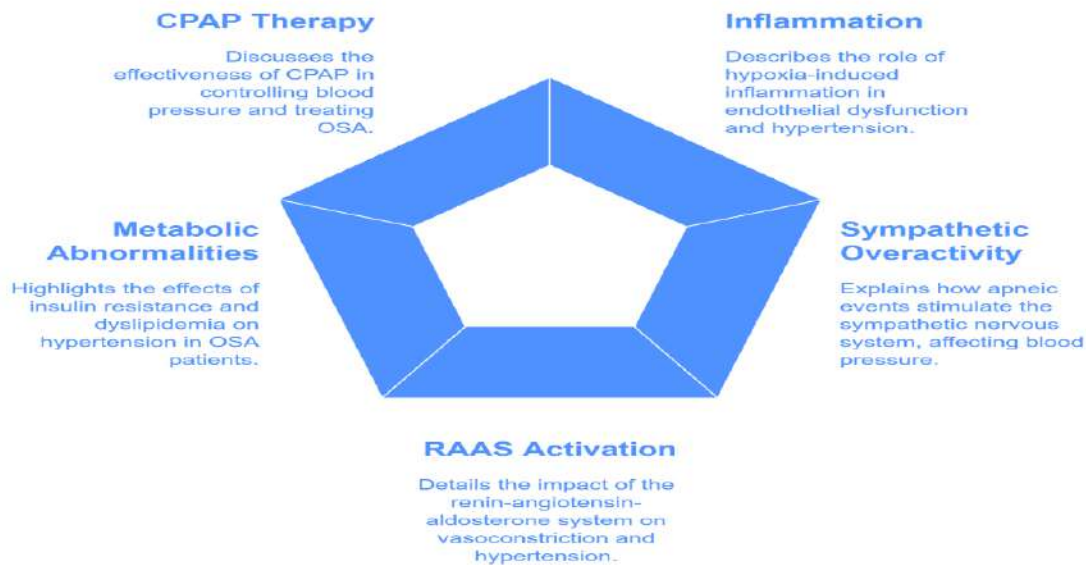 CPAP Therapy
Discusses the
effectiveness of CPAP in
controlling blood
pressure and treating
OSA.
Inflammation
Describes the role of
hypoxia-induced
inflammation in
endothelial dysfunction
and hypertension.
Metabolic
Abnormalities
Highlights the effects of
insulin resistance and
dyslipidemia on
hypertension in OSA
patients.
Sympathetic
Overactivity
Explains how apneic
events stimulate the
sympathetic nervous
system, affecting blood
pressure.
RAAS Activation
Details the impact of the
renin-angiotensin-
aldosterone system on
vasoconstriction and
hypertension.